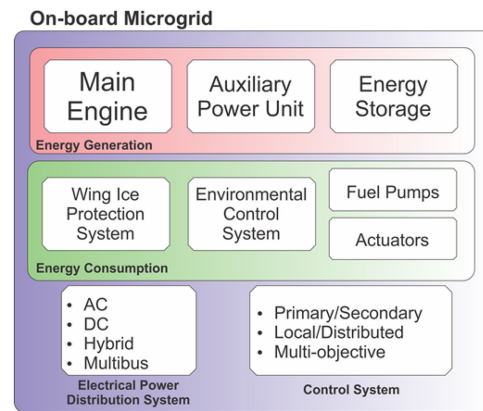 On-board Microgrid
Main
Engine
Auxiliary
Power Unit
Energy
Storage
Energy Generation
Wing Ice
Protection
System
Environmental
Control
System
Fuel Pumps
Actuators
Energy Consumption
• AC
• DC
• Hybrid
• Multibus
Electrical Power
Distribution System
• Primary/Secondary
• Local/Distributed
• Multi-objective
Control System